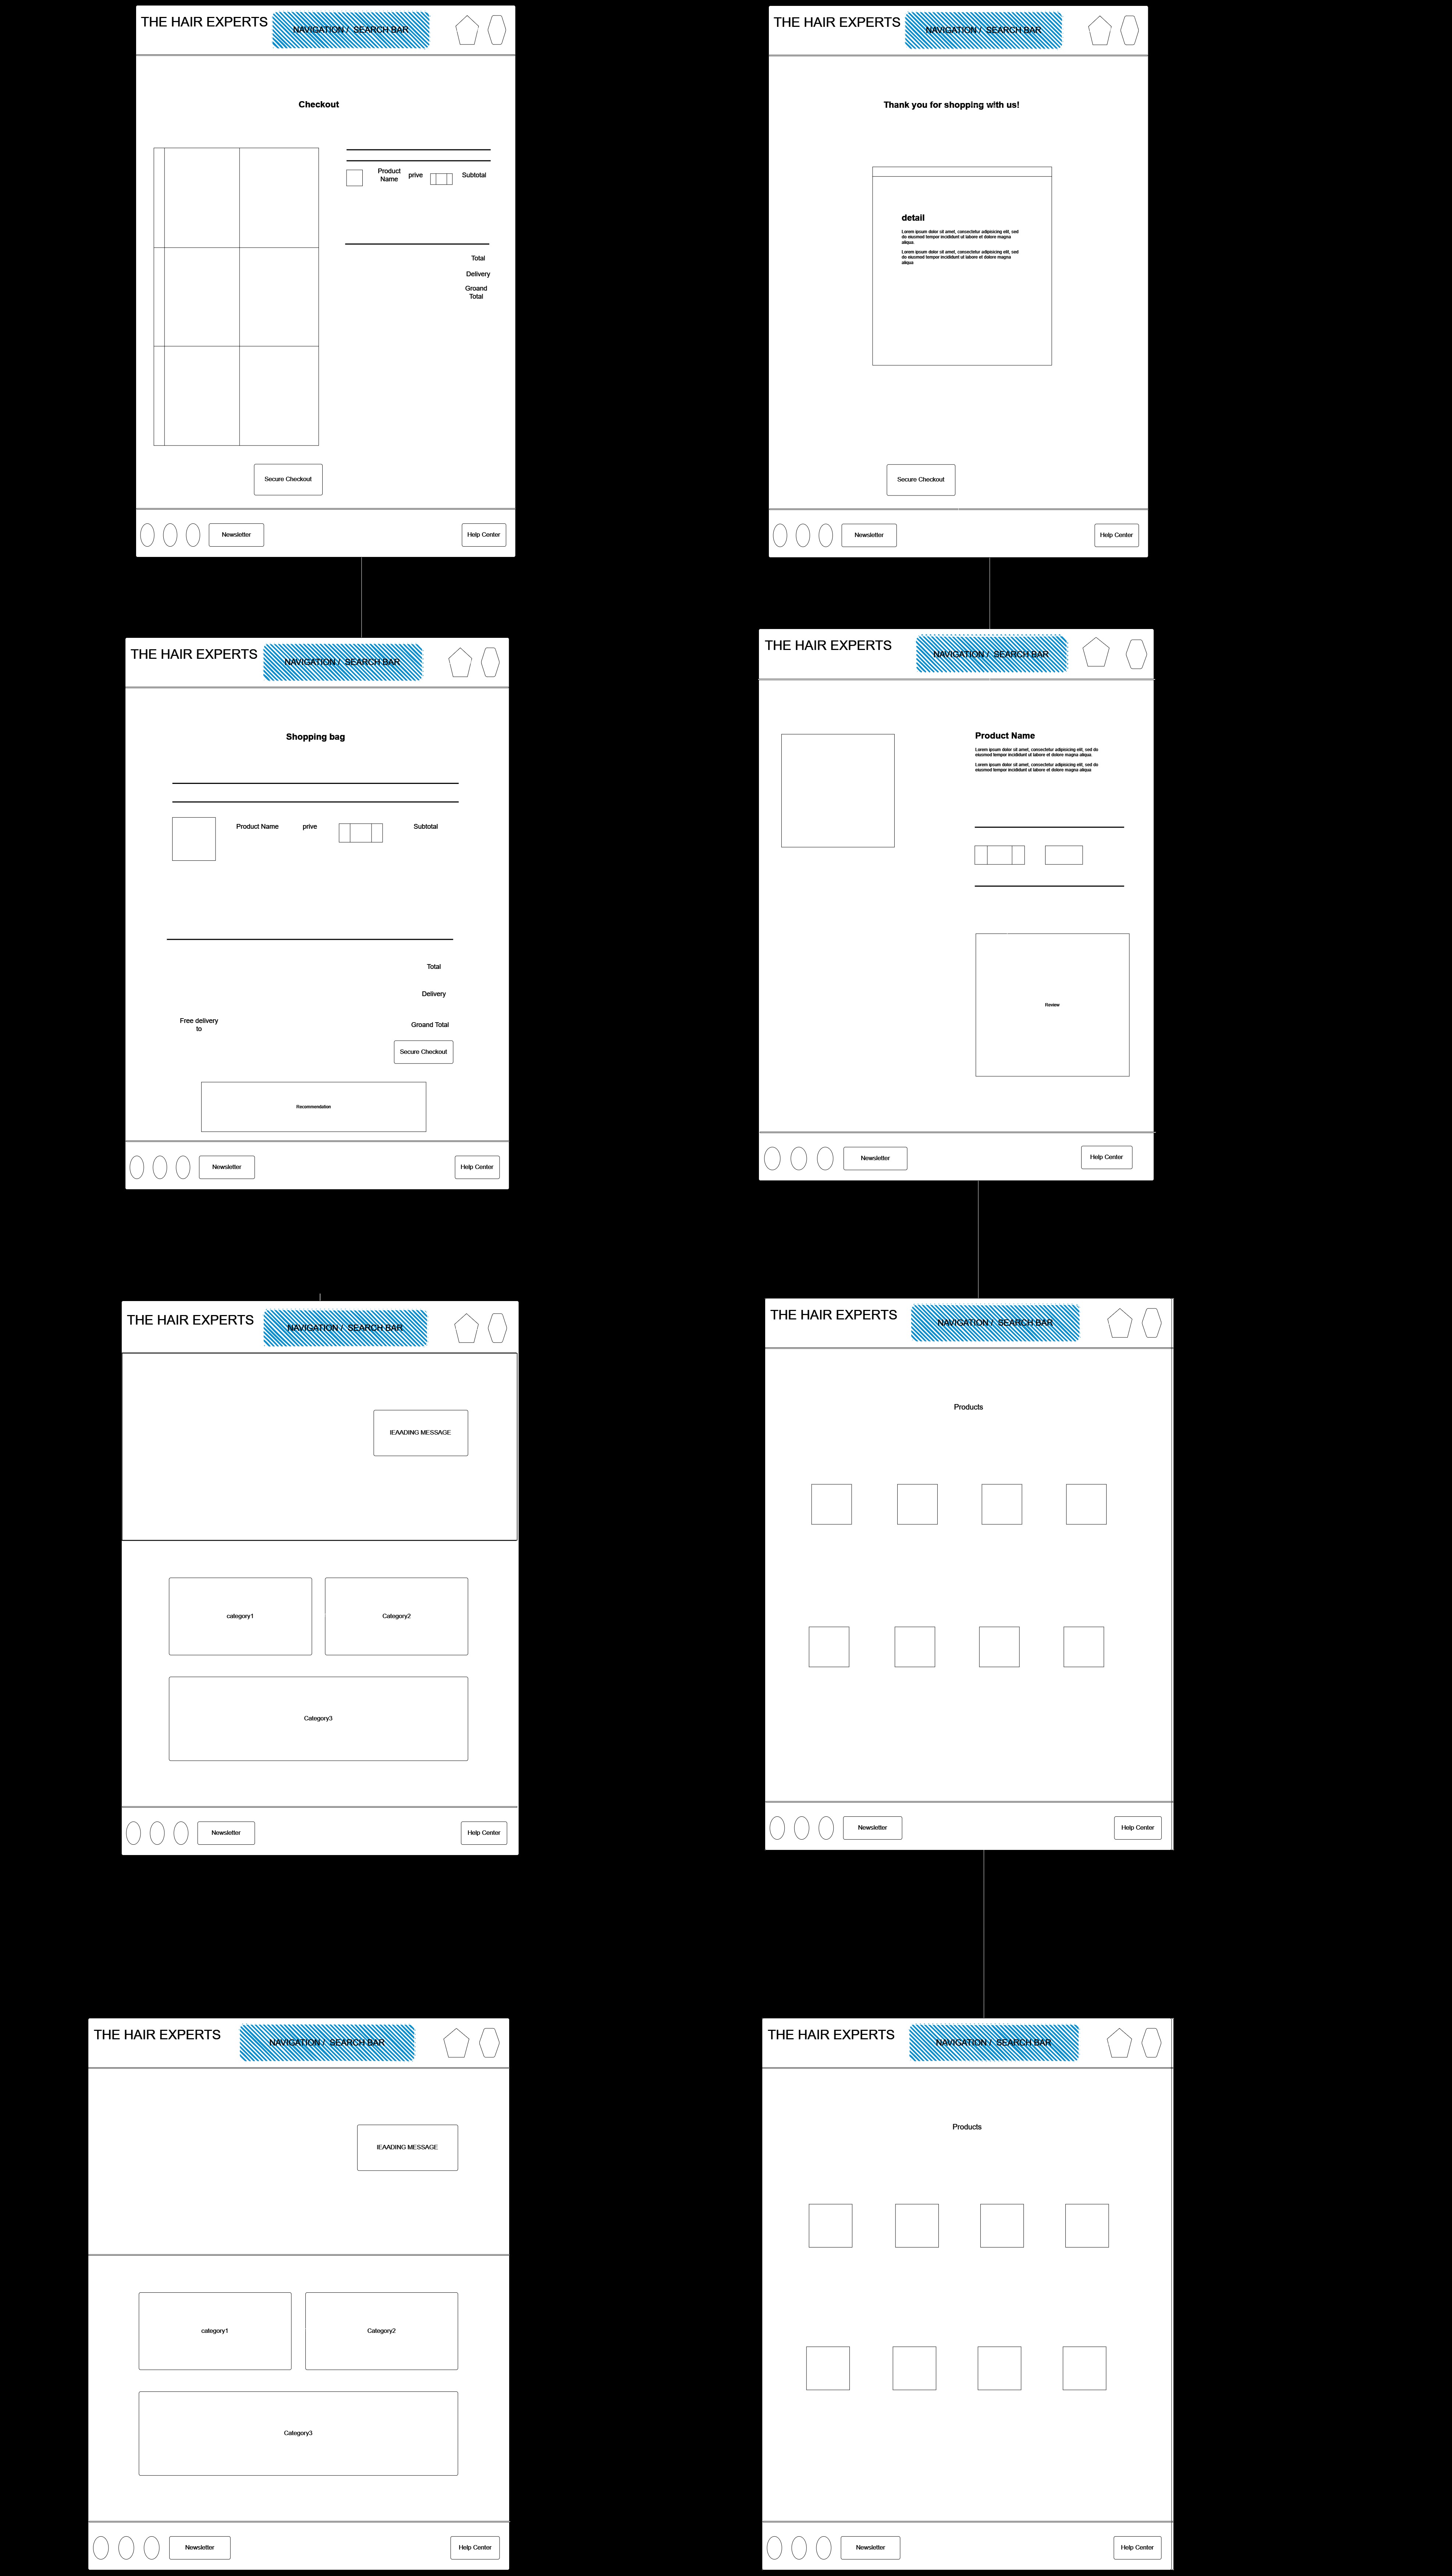 THE HAIR EXPERTS
NAVIGATION / SEARCH BAR
Checkout
Product
Name
prive
Subtotal
Total
Delivery
Groand
Total
Secure Checkout
Newsletter
Help Center
THE HAIR EXPERTS
NAVIGATION / SEARCH BAR
Thank you for shopping with us!
detail
Lorem ipsum dolor sit amet, consectetur adipisicing elit, sed
do eiusmod tempor incididunt ut labore et dolore magna
aliqua.
Lorem ipsum dolor sit amet, consectetur adipisicing elit, sed
do eiusmod tempor incididunt ut labore et dolore magna
aliqua
Secure Checkout
Newsletter
Help Center
THE HAIR EXPERTS
NAVIGATION / SEARCH BAR
Shopping bag
Product Name
prive
Subtotal
Total
Delivery
Free delivery
to
Groand Total
Secure Checkout
Recommendation
Newsletter
Help Center
THE HAIR EXPERTS
NAVIGATION / SEARCH BAR
Product Name
Lorem ipsum dolor sit amet, consectetur adipisicing elit, sed do
eiusmod tempor incididunt ut labore et dolore magna aliqua.
Lorem ipsum dolor sit amet, consectetur adipisicing elit, sed do
eiusmod tempor incididunt ut labore et dolore magna aliqua
Review
Newsletter
Help Center
THE HAIR EXPERTS
NAVIGATION / SEARCH BAR
lEAADING MESSAGE
category1
Category2
Category3
Newsletter
Help Center
THE HAIR EXPERTS
NAVIGATION / SEARCH BAR
Products
Newsletter
Help Center
THE HAIR EXPERTS
NAVIGATION / SEARCH BAR
lEAADING MESSAGE
category1
Category2
Category3
Newsletter
Help Center
THE HAIR EXPERTS
NAVIGATION / SEARCH BAR
Products
Newsletter
Help Center